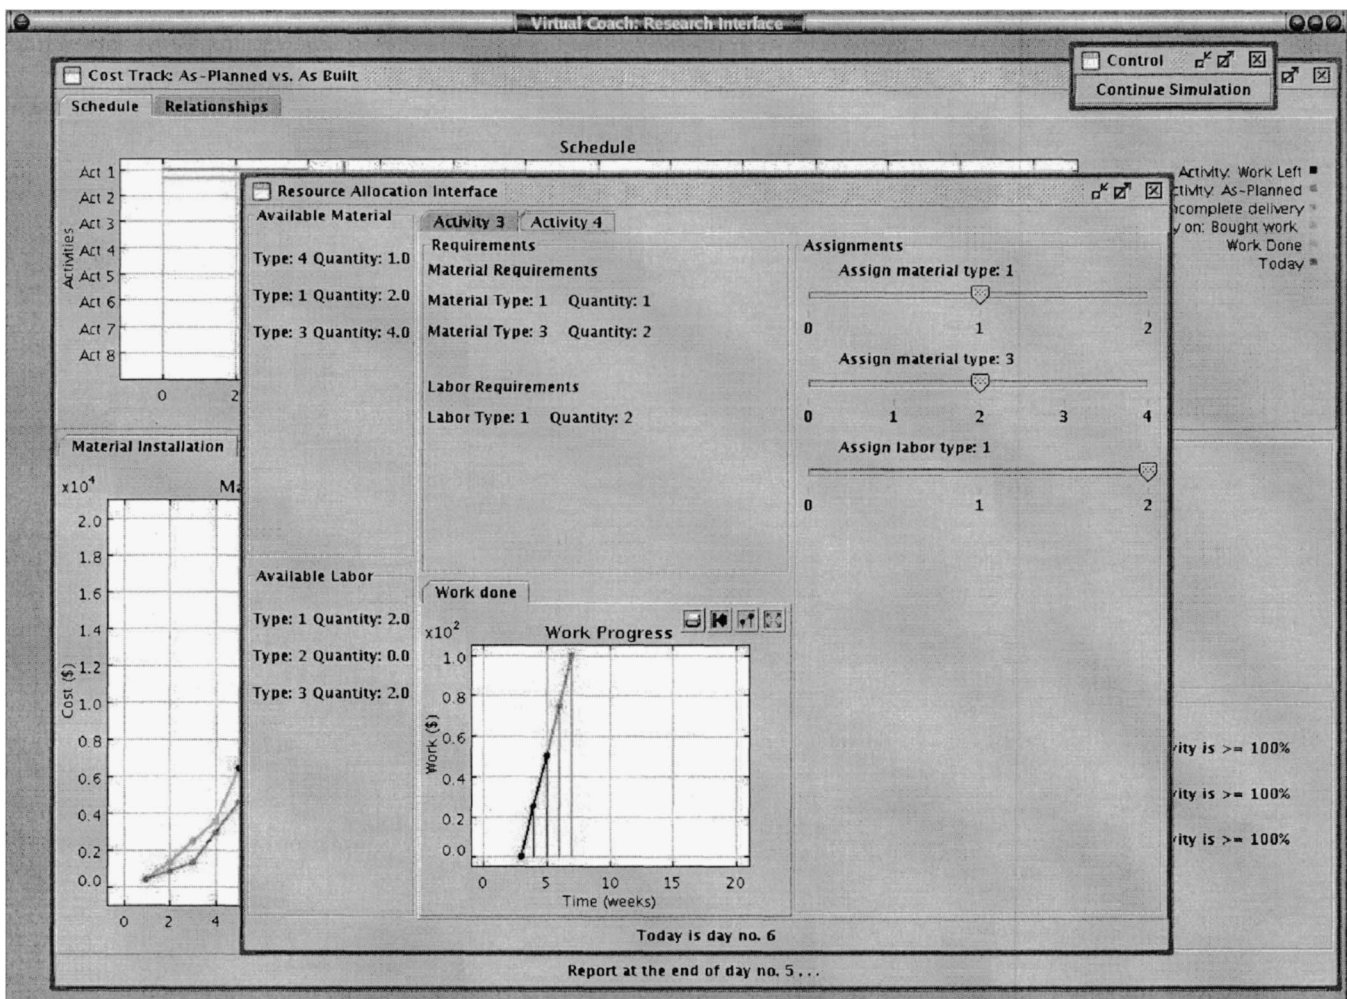 Virtual Coach: Research Interface
Control
Continue Simulation
Cost Track: As-Planned vs. As Built
Schedule Relationships
Schedule
Act 1
Act 2
Act 3
Act 4
Act 5
Act 6
Act 7
Act 8
Activities
0 2
Activity: Work Left
ctivity: As-Planned
ncomplete delivery
y on: Bought work
Work Done
Today
Resource Allocation Interface
Available Material
Type: 4 Quantity: 1.0
Type: 1 Quantity: 2.0
Type: 3 Quantity: 4.0
Activity 3 Activity 4
Requirements
Material Requirements
Material Type: 1 Quantity: 1
Material Type: 3 Quantity: 2
Labor Requirements
Labor Type: 1 Quantity: 2
Assignments
Assign material type: 1
0 1 2
Assign material type: 3
0 1 2 3 4
Assign labor type: 1
0 1 2
Available Labor
Type: 1 Quantity: 2.0
Type: 2 Quantity: 0.0
Type: 3 Quantity: 2.0
Work done
x10²
Work Progress
1.0
0.8
0.6
0.4
0.2
0.0
Work ($)
0 5 10 15 20
Time (weeks)
Material Installation
x10⁴
Ma
2.0
1.8
1.6
1.4
1.2
1.0
0.8
0.6
0.4
0.2
0.0
Cost ($)
0 2 4
vity is >= 100%
vity is >= 100%
vity is >= 100%
Today is day no. 6
Report at the end of day no. 5 . . .